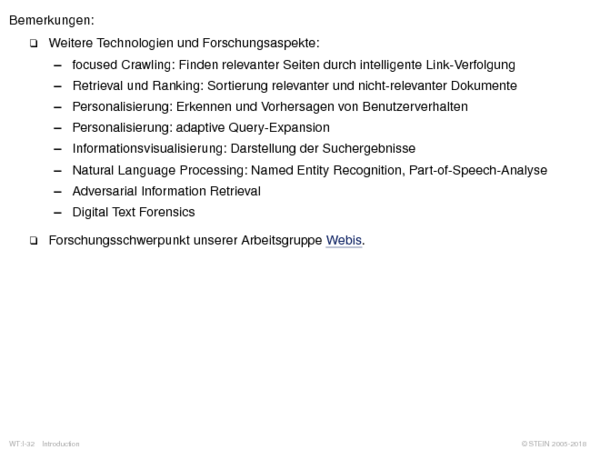 Bemerkungen:
❑ Weitere Technologien und Forschungsaspekte:
– focused Crawling: Finden relevanter Seiten durch intelligente Link-Verfolgung
– Retrieval und Ranking: Sortierung relevanter und nicht-relevanter Dokumente
– Personalisierung: Erkennen und Vorhersagen von Benutzerverhalten
– Personalisierung: adaptive Query-Expansion
– Informationsvisualisierung: Darstellung der Suchergebnisse
– Natural Language Processing: Named Entity Recognition, Part-of-Speech-Analyse
– Adversarial Information Retrieval
– Digital Text Forensics
❑ Forschungsschwerpunkt unserer Arbeitsgruppe Webis.
WT:I-32 Introduction © STEIN 2005-2018